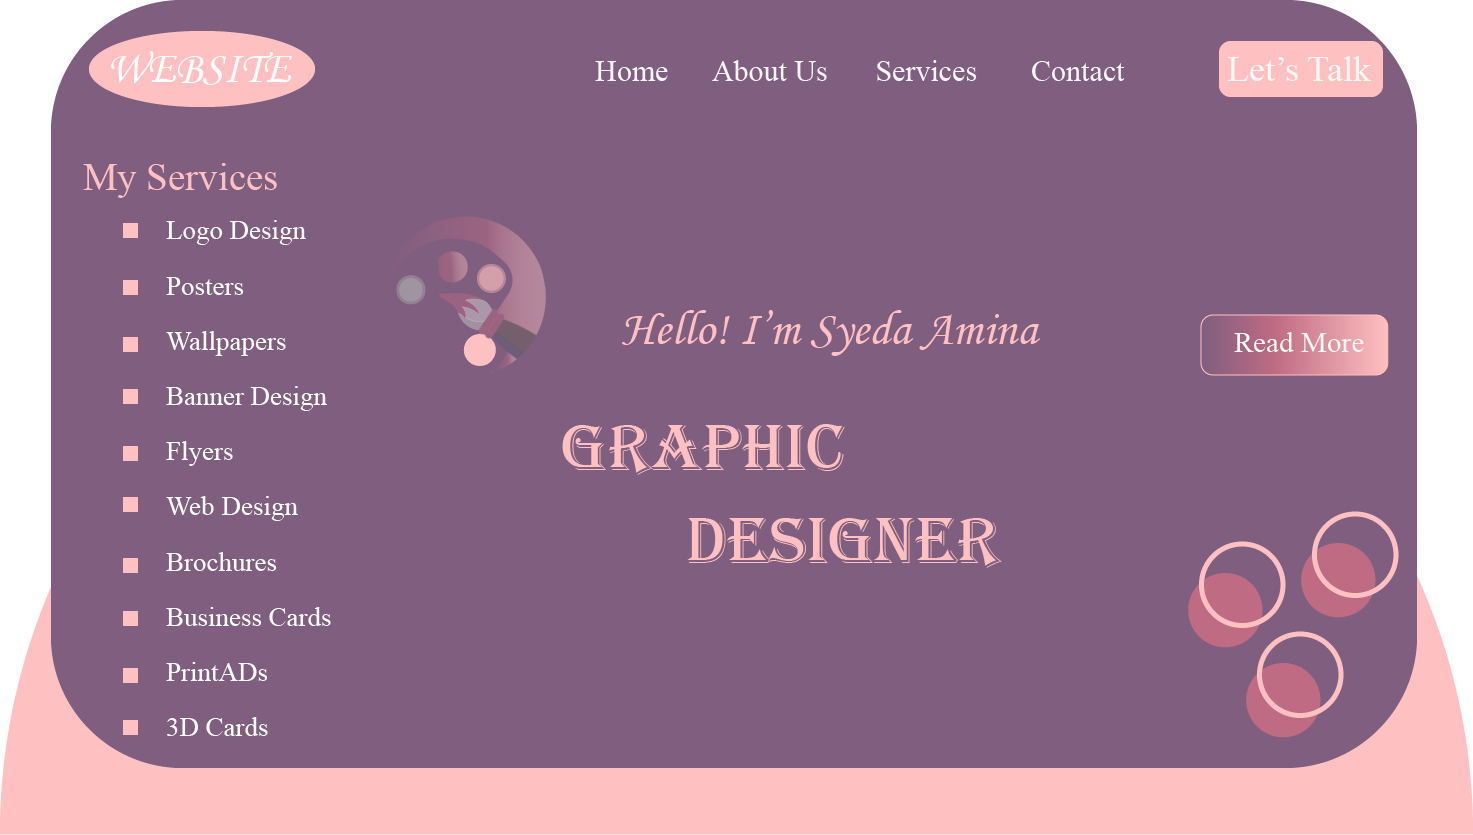 WEBSITE
Home About Us Services Contact
Let’s Talk
My Services
Logo Design
Posters
Wallpapers
Banner Design
Flyers
Web Design
Brochures
Business Cards
PrintADs
3D Cards
Hello! I’m Syeda Amina
GRAPHIC
DESIGNER
Read More